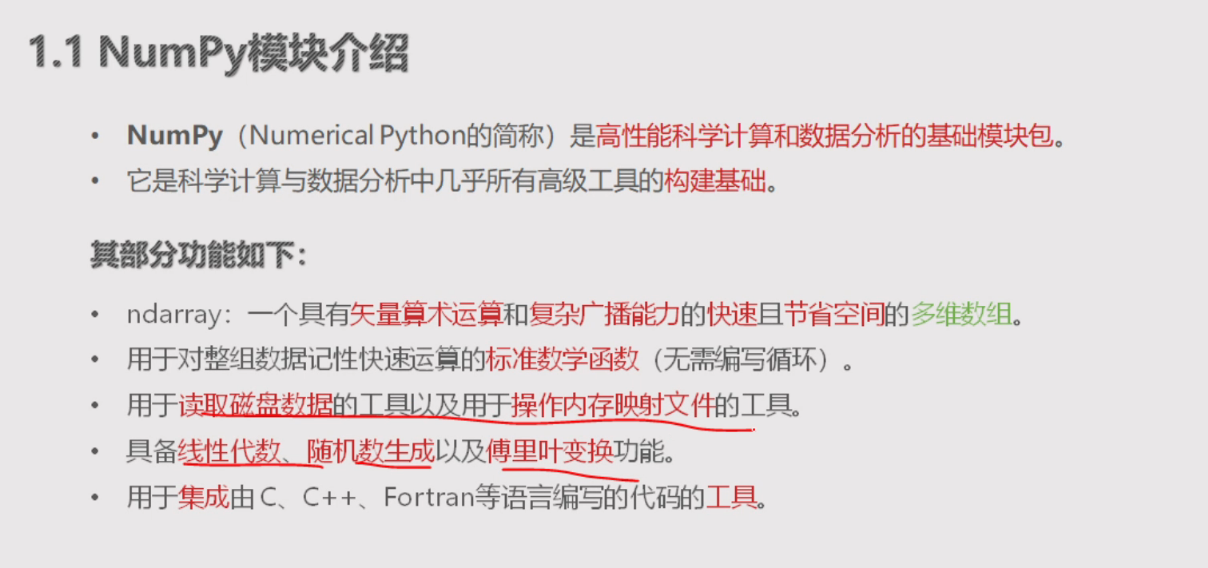 1.1 NumPy模块介绍
• NumPy（Numerical Python的简称）是高性能科学计算和数据分析的基础模块包。
• 它是科学计算与数据分析中几乎所有高级工具的构建基础。
其部分功能如下：
• ndarray：一个具有矢量算术运算和复杂广播能力的快速且节省空间的多维数组。
• 用于对整组数据记性快速运算的标准数学函数（无需编写循环）。
• 用于读取磁盘数据的工具以及用于操作内存映射文件的工具。
• 具备线性代数、随机数生成以及傅里叶变换功能。
• 用于集成由 C、C++、Fortran等语言编写的代码的工具。